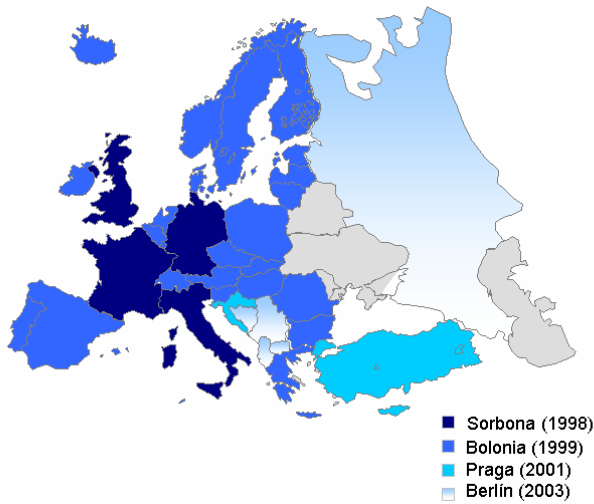 Sorbona (1998)
Bolonia (1999)
Praga (2001)
Berlín (2003)